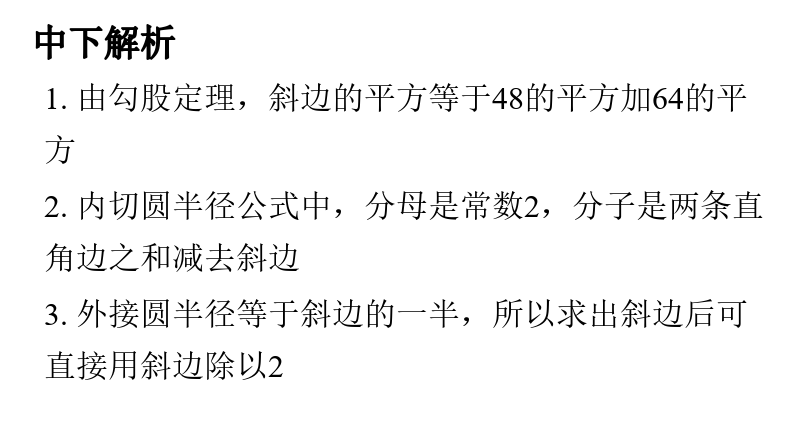 中下解析
1. 由勾股定理，斜边的平方等于48的平方加64的平
方
2. 内切圆半径公式中，分母是常数2，分子是两条直
角边之和减去斜边
3. 外接圆半径等于斜边的一半，所以求出斜边后可
直接用斜边除以2